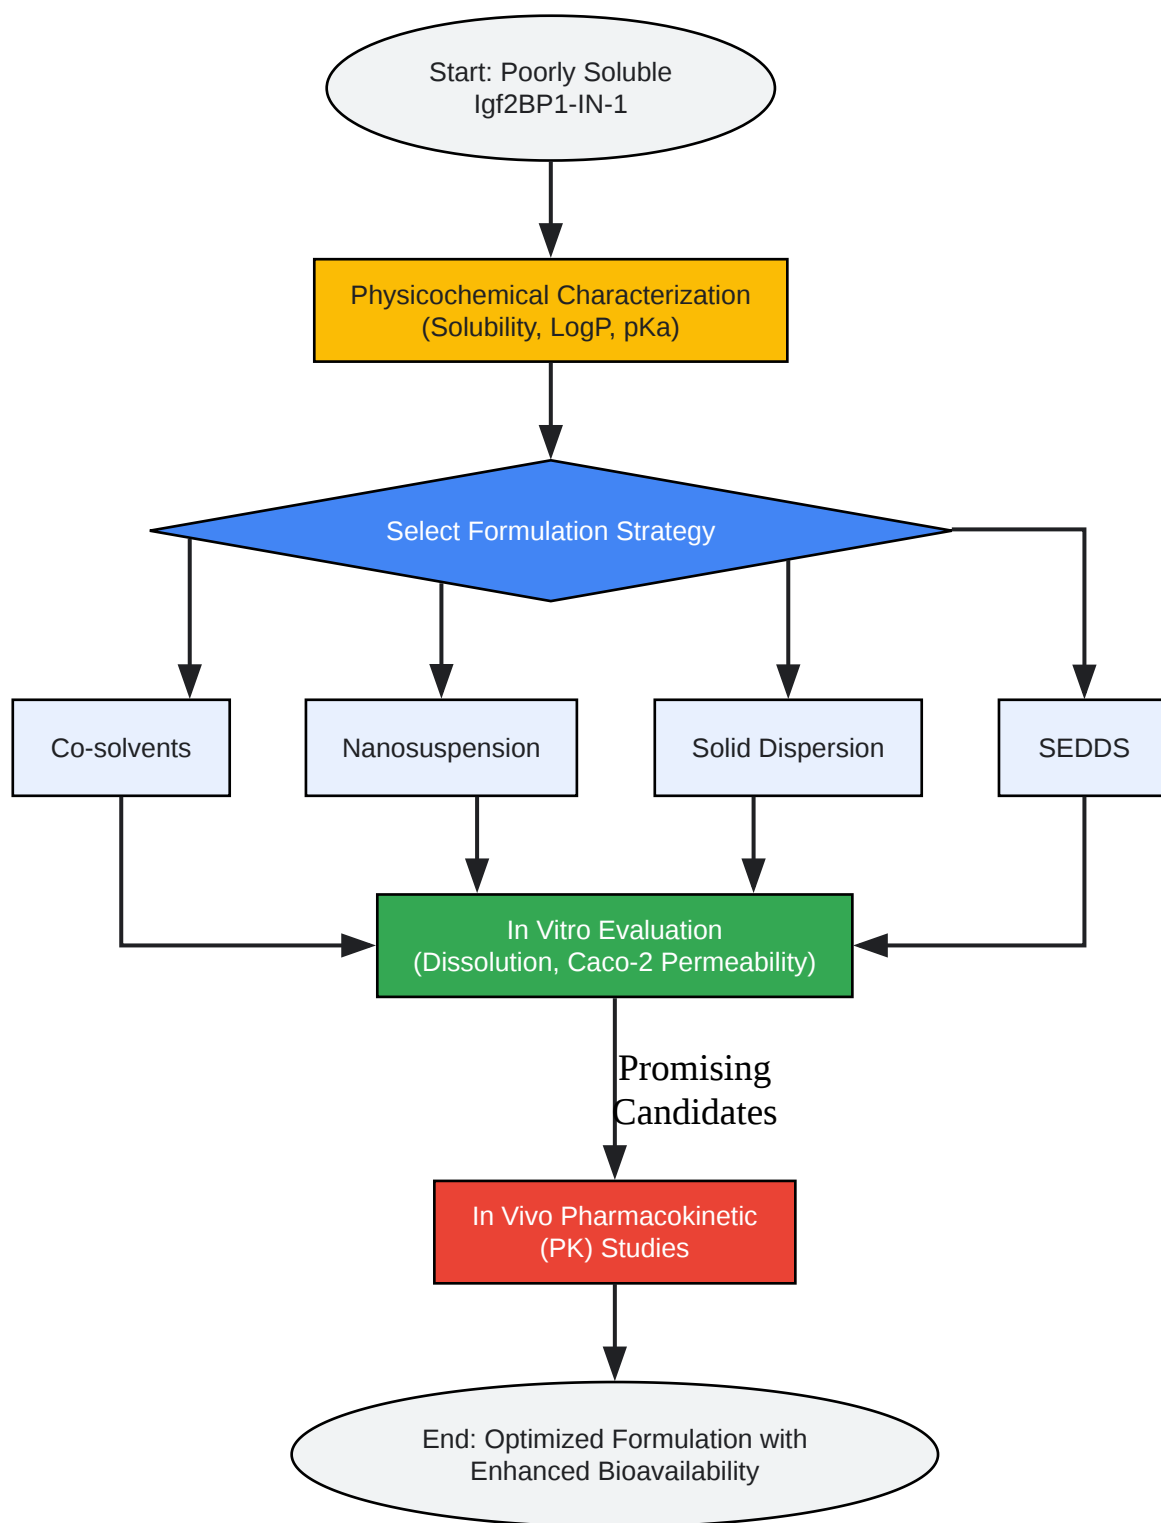 Start: Poorly Soluble
Igf2BP1-IN-1
Physicochemical Characterization
(Solubility, LogP, pKa)
Select Formulation Strategy
Co-solvents
Nanosuspension
Solid Dispersion
SEDDS
In Vitro Evaluation
(Dissolution, Caco-2 Permeability)
Promising
Candidates
In Vivo Pharmacokinetic
(PK) Studies
End: Optimized Formulation with
Enhanced Bioavailability